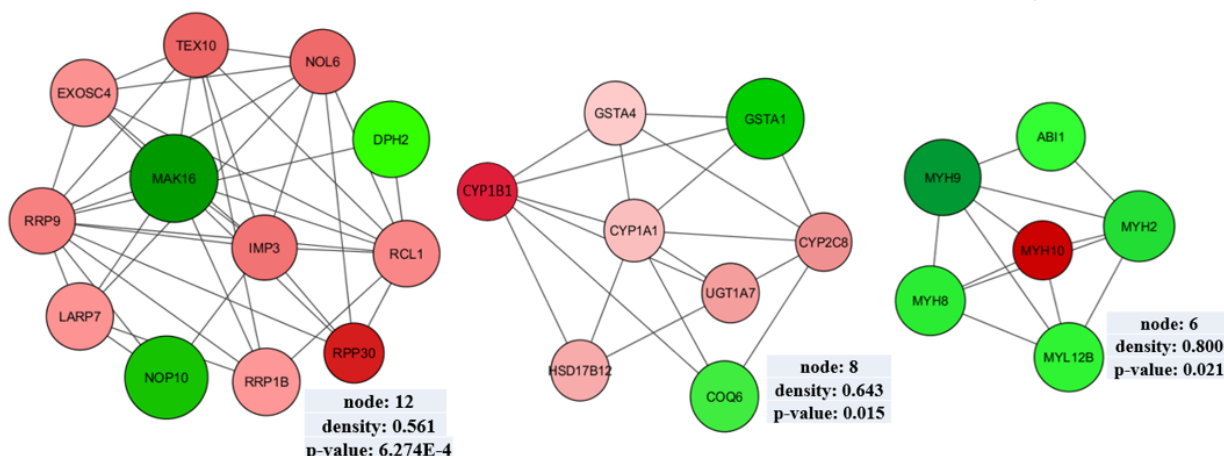 TEX10
NOL6
EXOSC4
DPH2
MAK16
RRP9
IMP3
RCL1
LARP7
RPP30
NOP10
RRP1B
node: 12
density: 0.561
p-value: 6.274E-4
GSTA4
GSTA1
CYP1B1
CYP1A1
CYP2C8
UGT1A7
HSD17B12
COQ6
node: 8
density: 0.643
p-value: 0.015
ABI1
MYH9
MYH2
MYH10
MYH8
MYL12B
node: 6
density: 0.800
p-value: 0.021